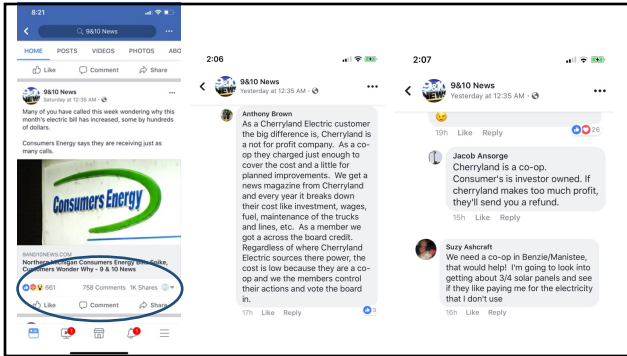 8:21
9&10 News
HOME POSTS VIDEOS PHOTOS ABO
Like Comment Share
9&10 News
Saturday at 12:35 AM
Many of you have called this week wondering why this
month's electric bill has increased, some by hundreds
of dollars.
Consumers Energy says they are receiving just as
many calls.
Consumers Energy
9AND10NEWS.COM
Northern Michigan Consumers Energy Bills Spike,
Customers Wonder Why - 9 & 10 News
661 758 Comments 1K Shares
Like Comment Share
2:06
9&10 News
Yesterday at 12:35 AM
Anthony Brown
As a Cherryland Electric customer
the big difference is, Cherryland is
a not for profit company. As a co-
op they charged just enough to
cover the cost and a little for
planned improvements. We get a
news magazine from Cherryland
and every year it breaks down
their cost like investment, wages,
fuel, maintenance of the trucks
and lines, etc. As a member we
got a across the board credit.
Regardless of where Cherryland
Electric sources there power, the
cost is low because they are a co-
op and we the members control
their actions and vote the board
in.
17h Like Reply 3
2:07
9&10 News
Yesterday at 12:35 AM
19h Like Reply 26
Jacob Ansorge
Cherryland is a co-op.
Consumer's is investor owned. If
cherryland makes too much profit,
they'll send you a refund.
15h Like Reply
Suzy Ashcraft
We need a co-op in Benzie/Manistee,
that would help! I'm going to look into
getting about 3/4 solar panels and see
if they like paying me for the electricity
that I don't use
16h Like Reply